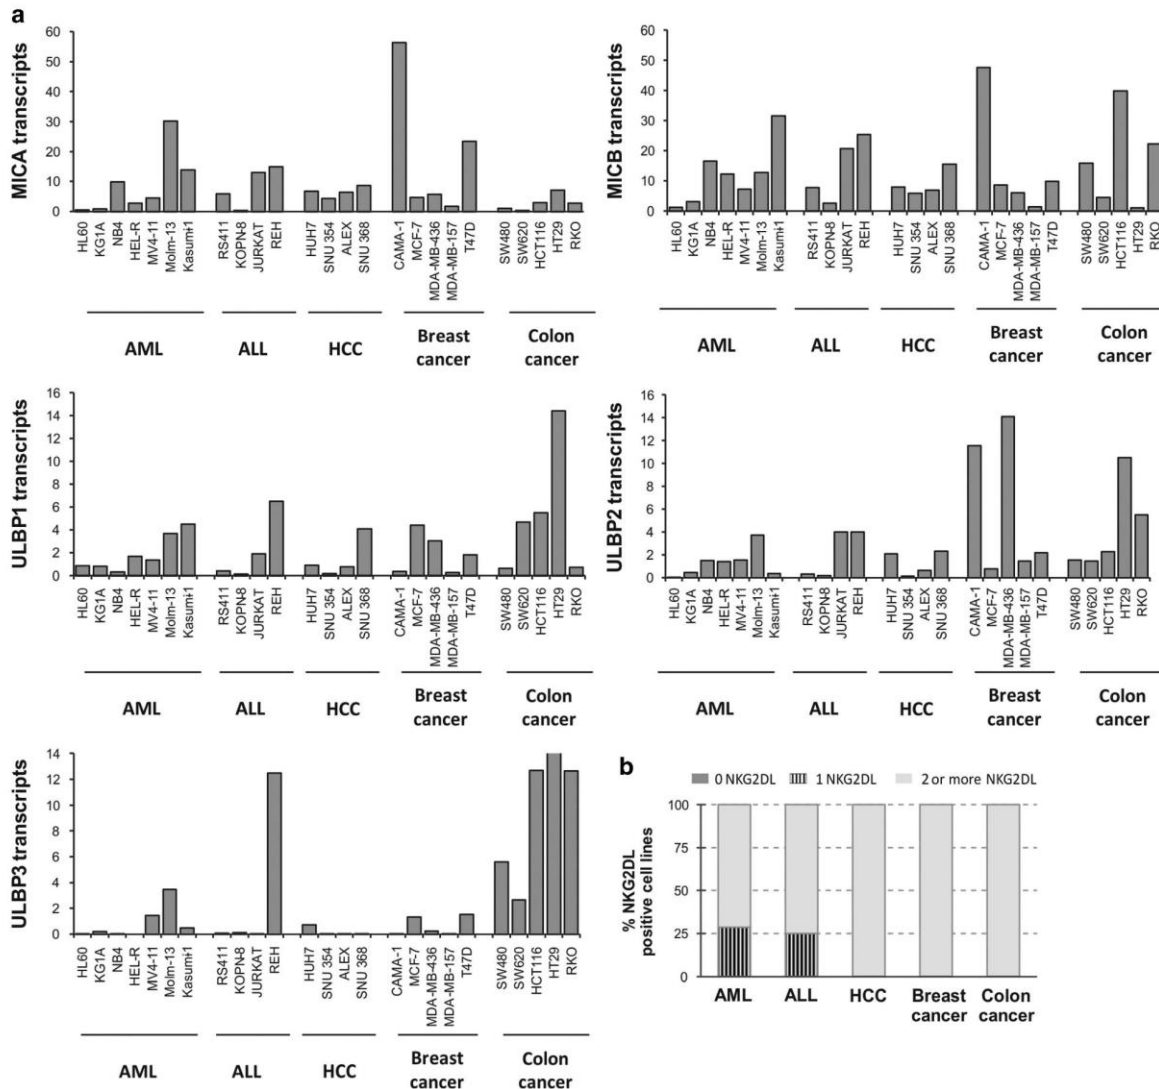 a
MICA transcripts
60
50
40
30
20
10
0
HL60
KG1A
NB4
HEL-R
MV4-11
Molm-13
Kasumi-1
RS411
KOPN-8
JURKAT
REH
HUH7
SNU 354
ALEX
SNU 368
CAMA-1
MCF-7
MDA-MB-436
MDA-MB-157
T47D
SW480
SW620
HCT116
HT29
RKO
AML
ALL
HCC
Breast
cancer
Colon
cancer
MICB transcripts
60
50
40
30
20
10
0
HL60
KG1A
NB4
HEL-R
MV4-11
Molm-13
Kasumi-1
RS411
KOPN-8
JURKAT
REH
HUH7
SNU 354
ALEX
SNU 368
CAMA-1
MCF-7
MDA-MB-436
MDA-MB-157
T47D
SW480
SW620
HCT116
HT29
RKO
AML
ALL
HCC
Breast
cancer
Colon
cancer
ULBP1 transcripts
16
14
12
10
8
6
4
2
0
HL60
KG1A
NB4
HEL-R
MV4-11
Molm-13
Kasumi-1
RS411
KOPN-8
JURKAT
REH
HUH7
SNU 354
ALEX
SNU 368
CAMA-1
MCF-7
MDA-MB-436
MDA-MB-157
T47D
SW480
SW620
HCT116
HT29
RKO
AML
ALL
HCC
Breast
cancer
Colon
cancer
ULBP2 transcripts
16
14
12
10
8
6
4
2
0
HL60
KG1A
NB4
HEL-R
MV4-11
Molm-13
Kasumi-1
RS411
KOPN-8
JURKAT
REH
HUH7
SNU 354
ALEX
SNU 368
CAMA-1
MCF-7
MDA-MB-436
MDA-MB-157
T47D
SW480
SW620
HCT116
HT29
RKO
AML
ALL
HCC
Breast
cancer
Colon
cancer
ULBP3 transcripts
14
12
10
8
6
4
2
0
HL60
KG1A
NB4
HEL-R
MV4-11
Molm-13
Kasumi-1
RS411
KOPN-8
JURKAT
REH
HUH7
SNU 354
ALEX
SNU 368
CAMA-1
MCF-7
MDA-MB-436
MDA-MB-157
T47D
SW480
SW620
HCT116
HT29
RKO
AML
ALL
HCC
Breast
cancer
Colon
cancer
b
0 NKG2DL 1 NKG2DL 2 or more NKG2DL
% NKG2DL
positive cell lines
100
75
50
25
0
AML
ALL
HCC
Breast
cancer
Colon
cancer